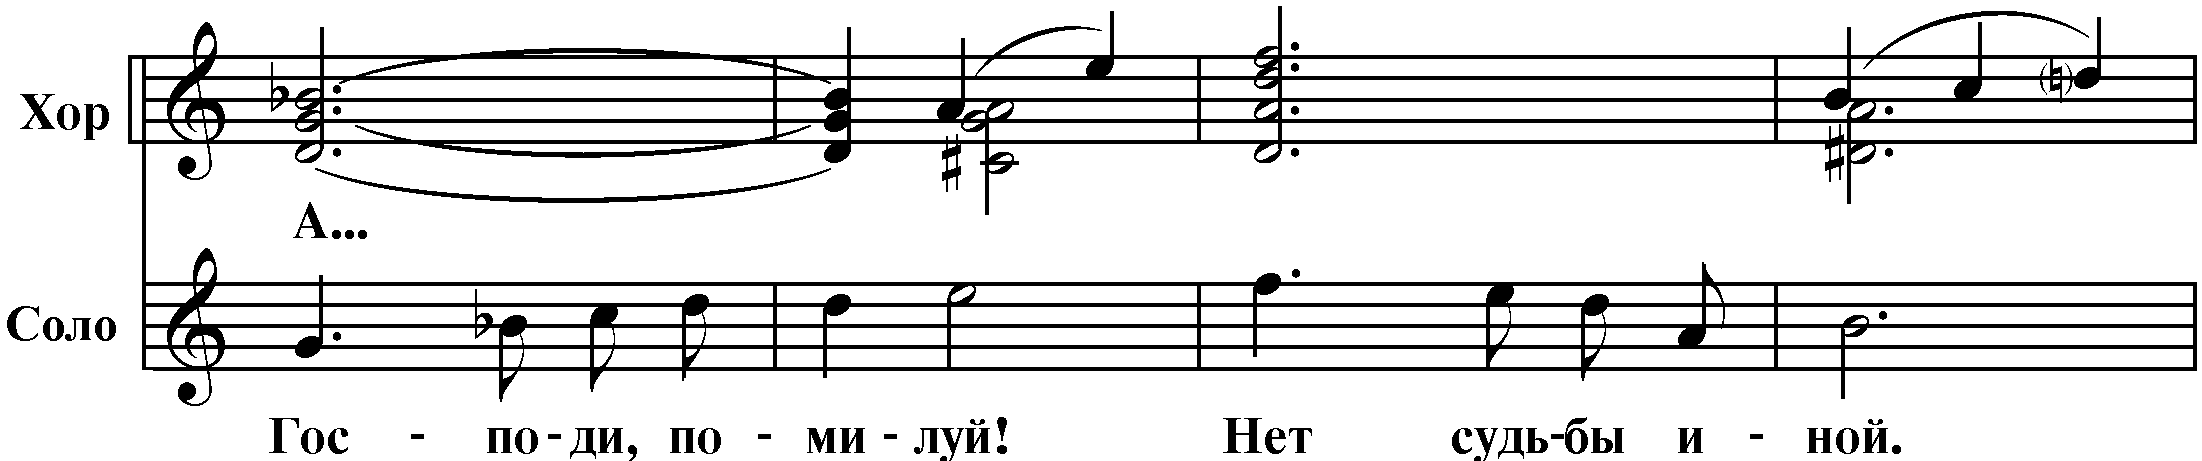 Хор
А...
Соло
Гос - по-ди, по - ми - луй! Нет судь-бы и - ной.